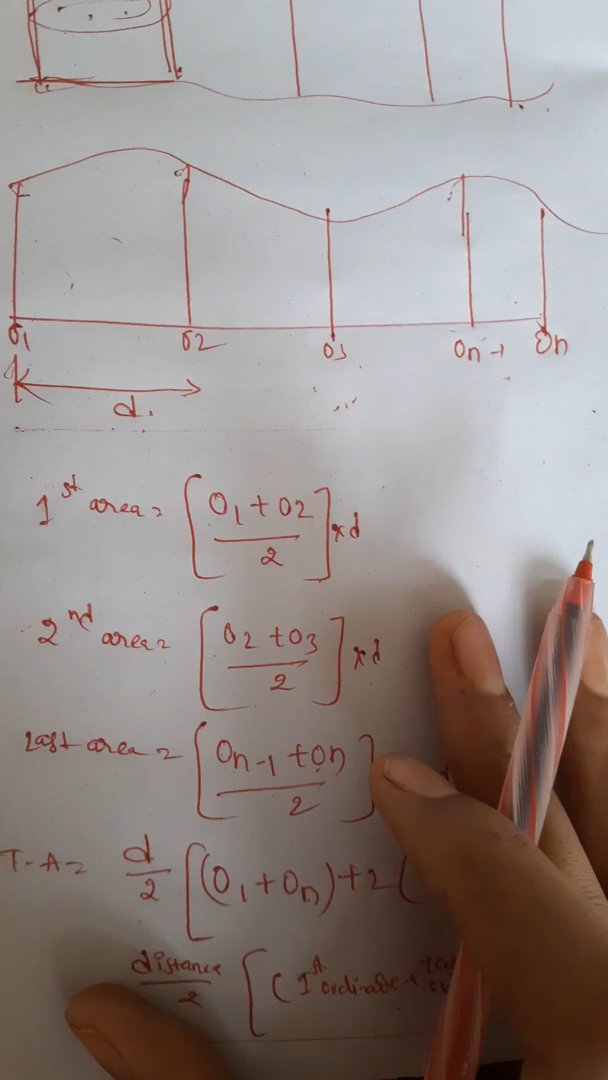 O1 O2 O3 On-1 On
d.
1st area = [O1 + O2 / 2] x d
2nd area = [O2 + O3 / 2] x d
Last area = [On-1 + On / 2]
T-A = d/2 [(O1 + On) + 2 (
distance / 2 [( 1st ordinate +